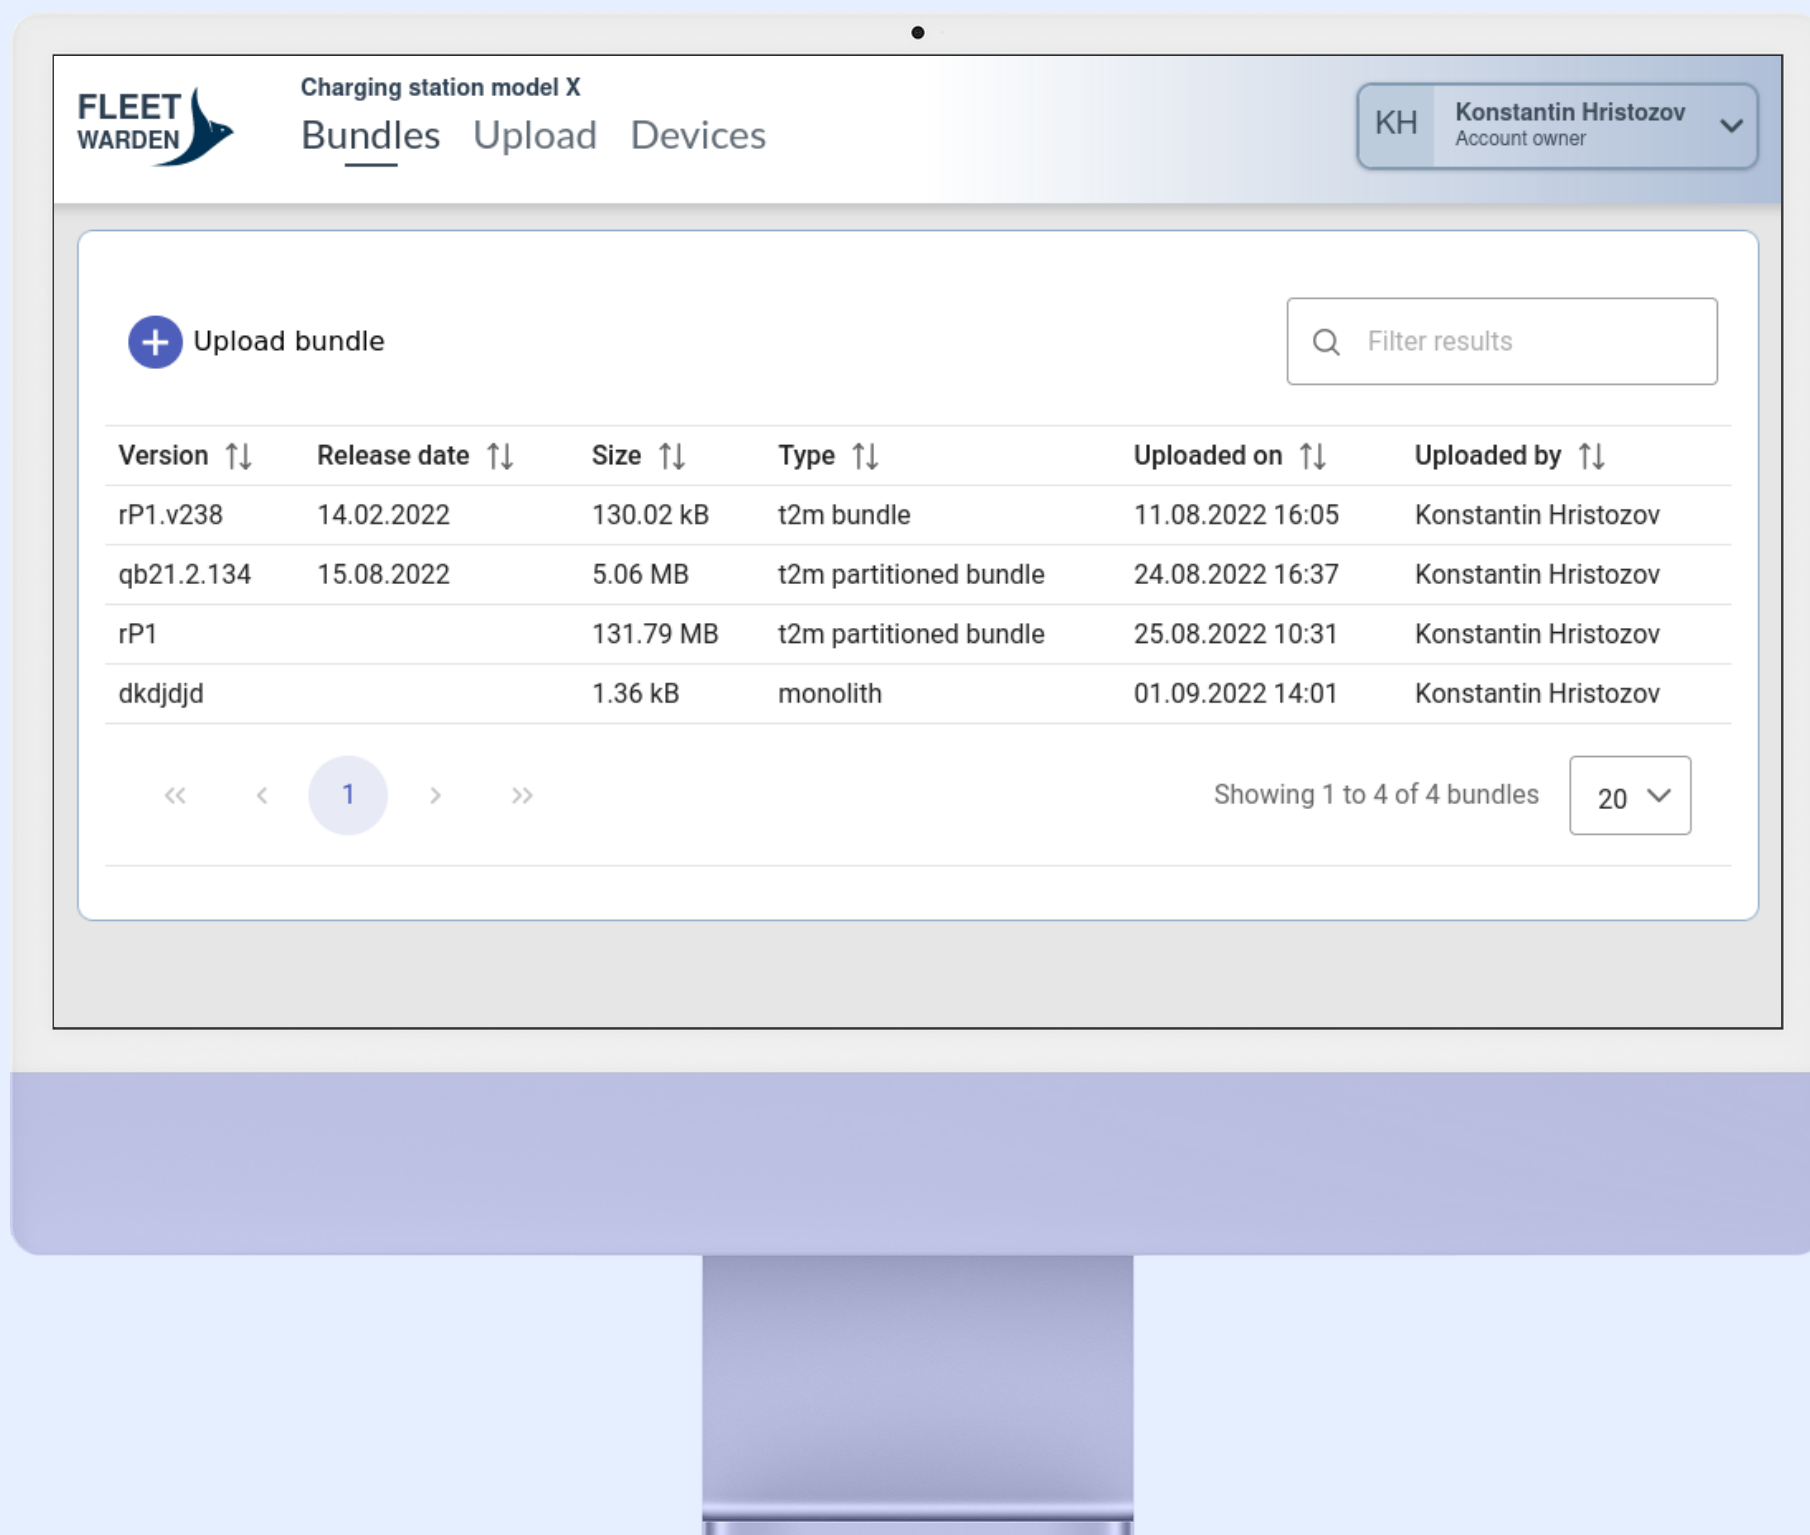 FLEET
WARDEN
Charging station model X
Bundles Upload Devices
KH
Konstantin Hristozov
Account owner
Upload bundle
Filter results
Version Release date Size Type Uploaded on Uploaded by
rP1.v238 14.02.2022 130.02 kB t2m bundle 11.08.2022 16:05 Konstantin Hristozov
qb21.2.134 15.08.2022 5.06 MB t2m partitioned bundle 24.08.2022 16:37 Konstantin Hristozov
rP1 131.79 MB t2m partitioned bundle 25.08.2022 10:31 Konstantin Hristozov
dkdjdjd 1.36 kB monolith 01.09.2022 14:01 Konstantin Hristozov
« ‹ 1 › » Showing 1 to 4 of 4 bundles 20